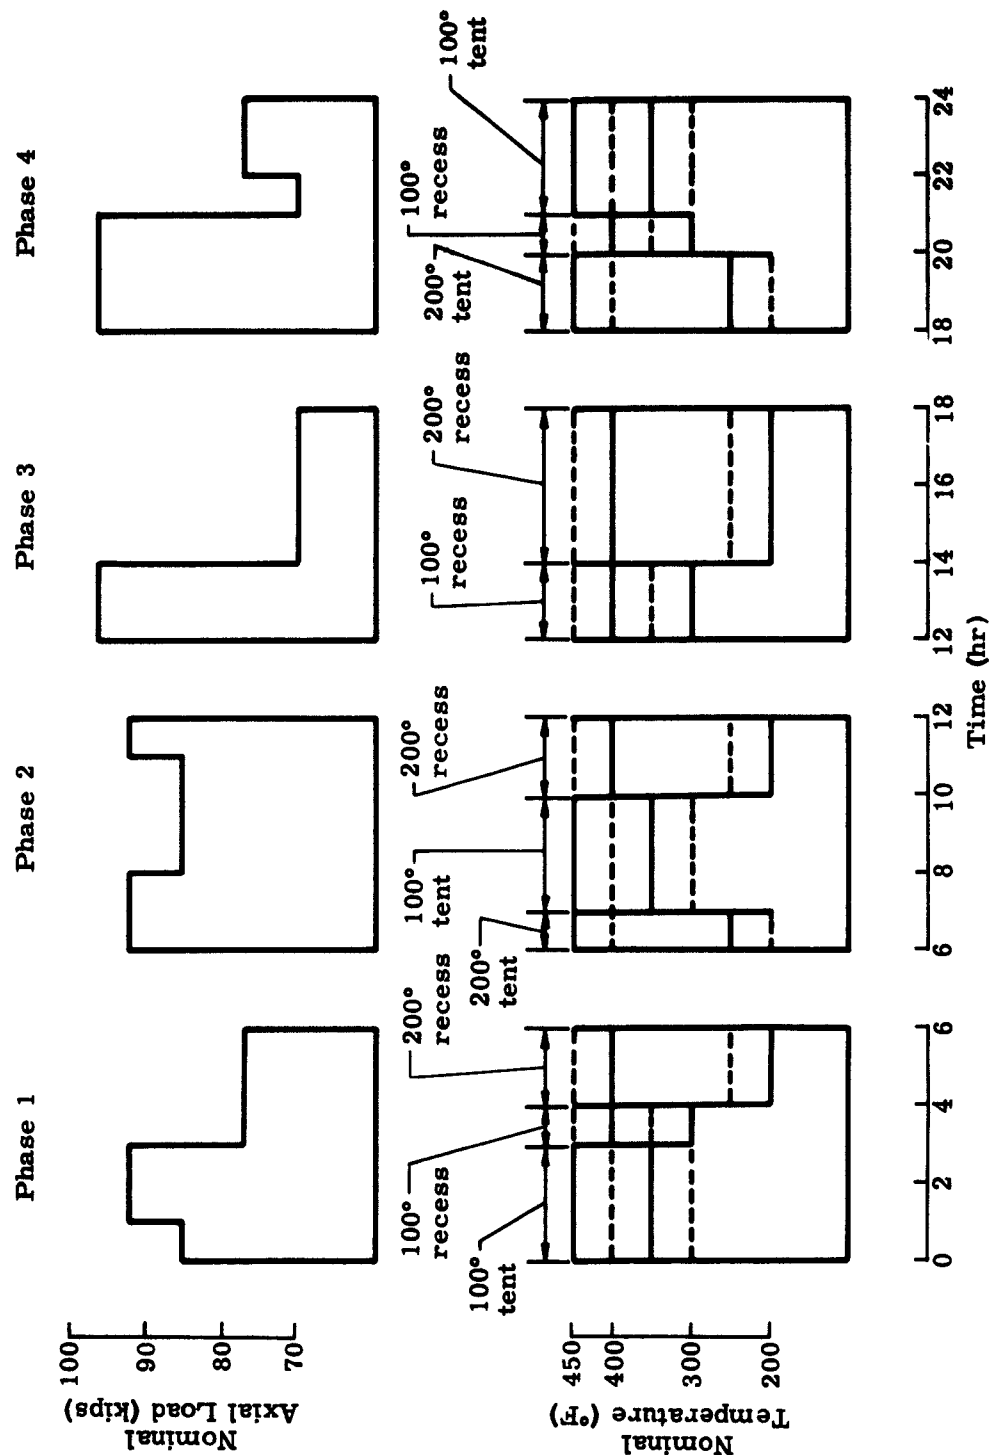 Phase 1
Phase 2
Phase 3
Phase 4
100
90
80
70
Nominal
Axial Load (kips)
100°
tent
100°
recess
200°
recess
200°
tent
100°
tent
200°
recess
100°
recess
200°
recess
200°
tent
100°
recess
100°
tent
450
400
300
200
Nominal
Temperature (°F)
0
2
4
6
6
8
10
12
12
14
16
18
18
20
22
24
Time (hr)